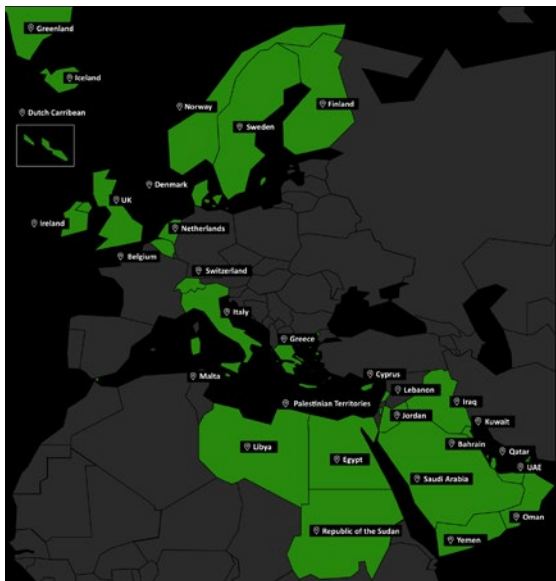 Greenland
Iceland
Dutch Carribean
Norway
Finland
Sweden
Denmark
UK
Ireland
Netherlands
Belgium
Switzerland
Italy
Greece
Malta
Cyprus
Lebanon
Palestinian Territories
Iraq
Jordan
Kuwait
Libya
Bahrain
Qatar
Egypt
UAE
Saudi Arabia
Oman
Republic of the Sudan
Yemen